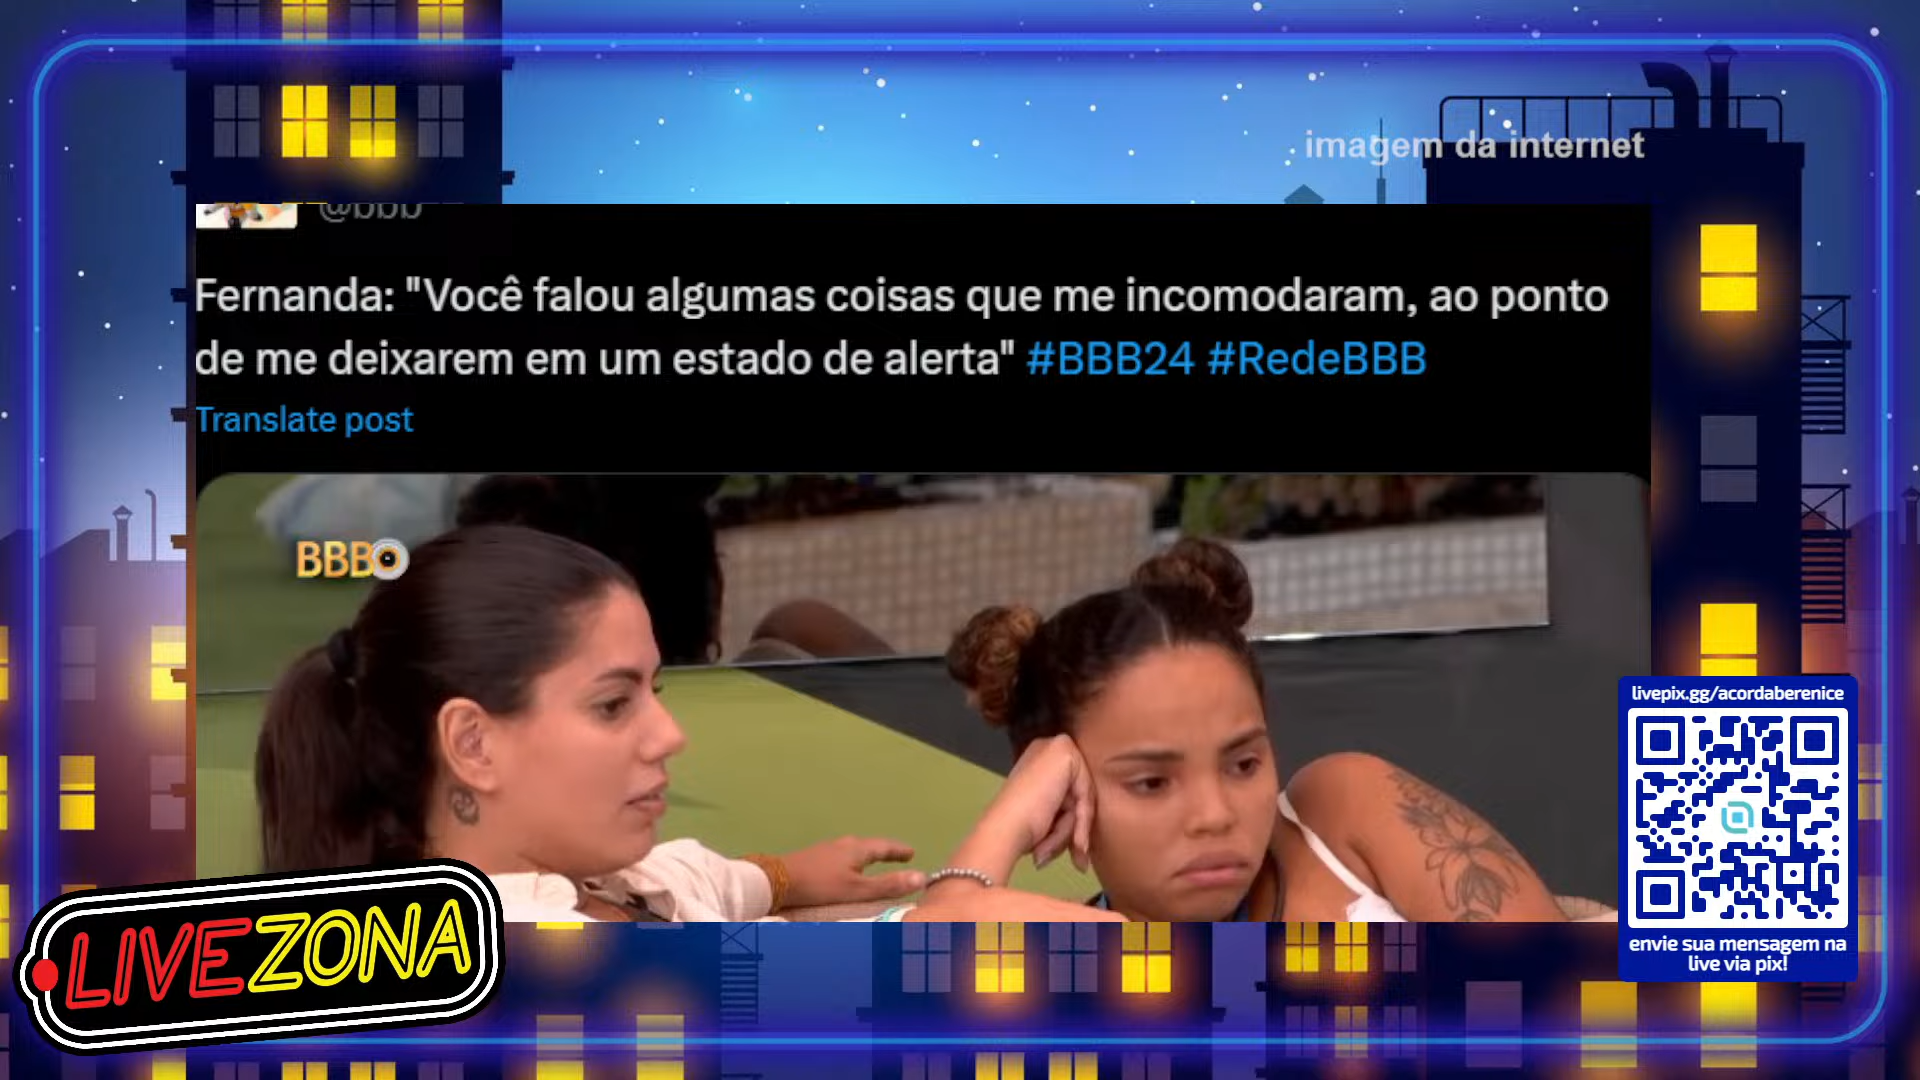 imagem da internet
@bbb
Fernanda: "Você falou algumas coisas que me incomodaram, ao ponto
de me deixarem em um estado de alerta" #BBB24 #RedeBBB
Translate post
BBB
livepix.gg/acordaberenice
envie sua mensagem na
live via pix!
LIVEZONA